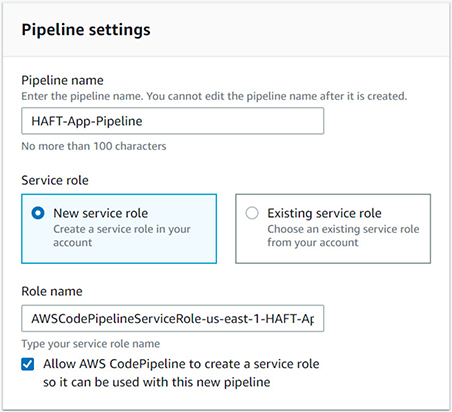 Pipeline settings
Pipeline name
Enter the pipeline name. You cannot edit the pipeline name after it is created.
HAFT-App-Pipeline
No more than 100 characters
Service role
New service role
Create a service role in your
account
Existing service role
Choose an existing service role
from your account
Role name
AWSCodePipelineServiceRole-us-east-1-HAFT-Ap
Type your service role name
Allow AWS CodePipeline to create a service role
so it can be used with this new pipeline